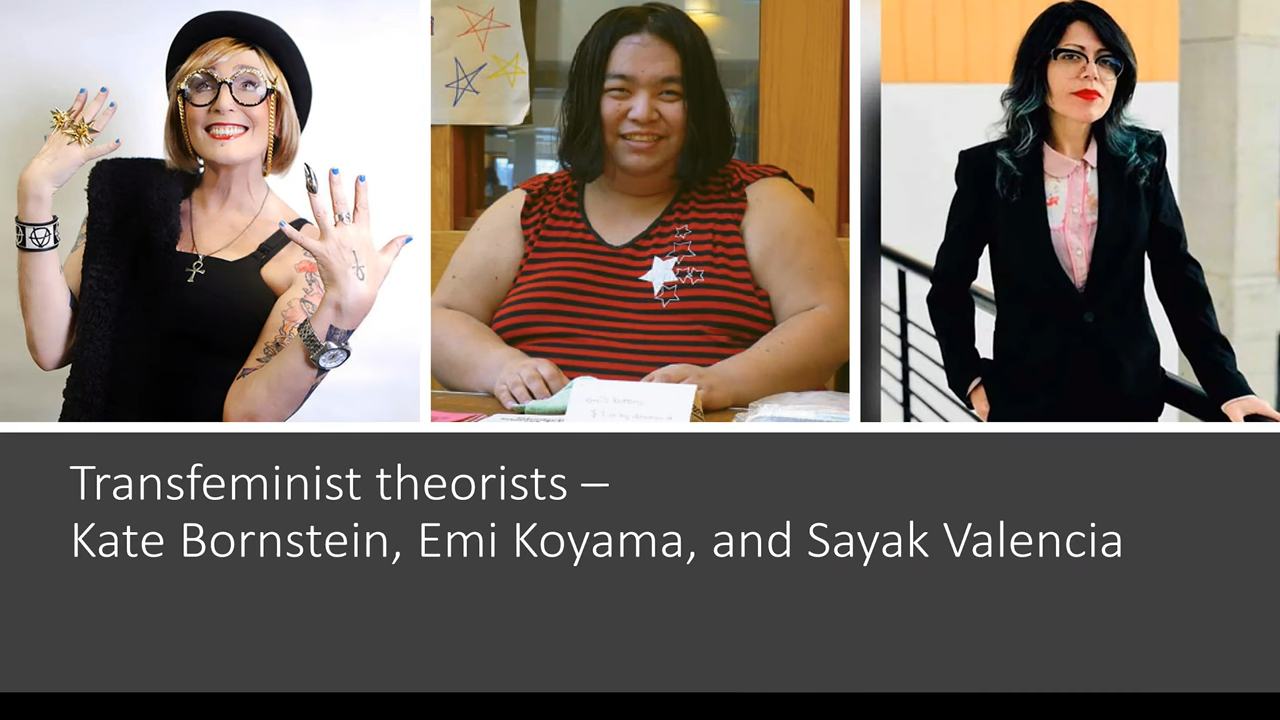 Transfeminist theorists –
Kate Bornstein, Emi Koyama, and Sayak Valencia